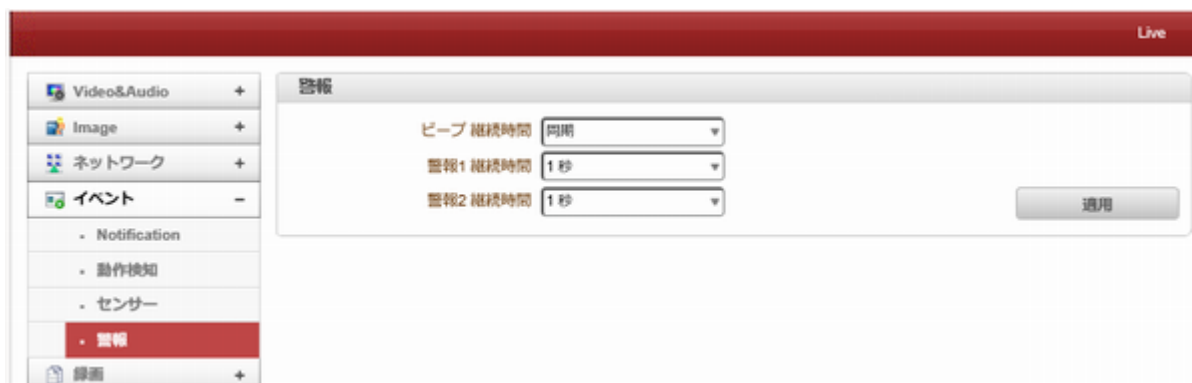 Live
Video&Audio +
Image +
ネットワーク +
イベント -
• Notification
• 動作検知
• センサー
• 警報
録画 +
警報
ビープ 継続時間 同期
警報1 継続時間 1 秒
警報2 継続時間 1 秒
適用